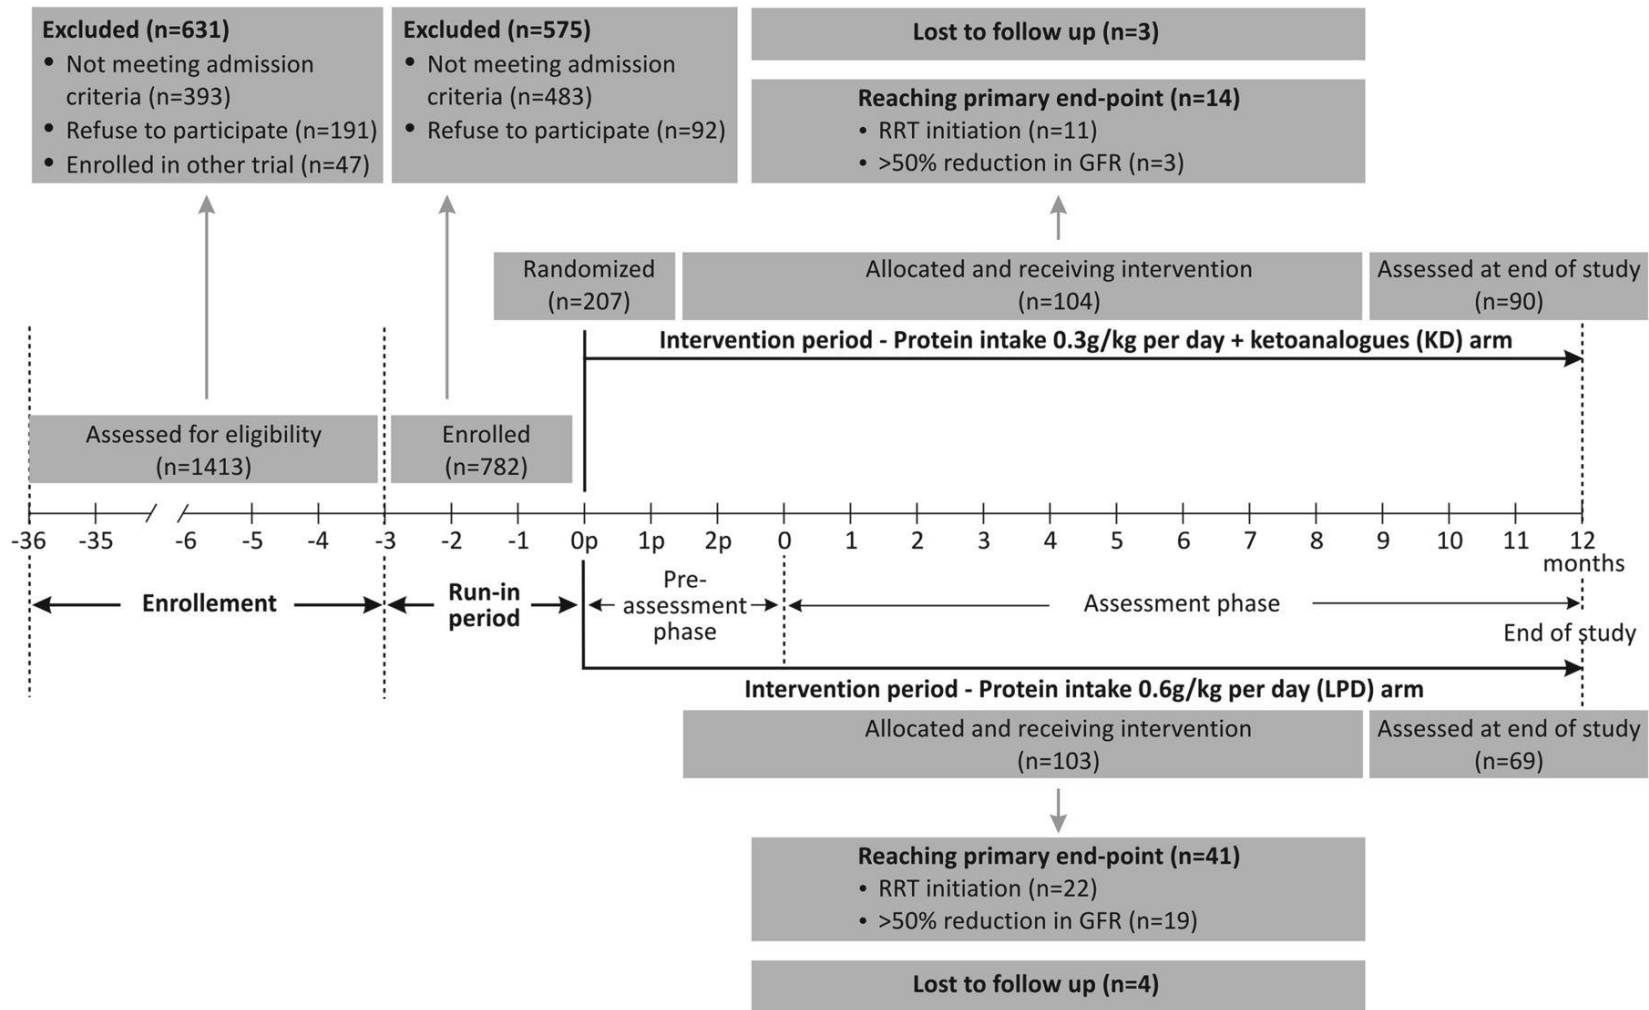 Excluded (n=631)
• Not meeting admission
criteria (n=393)
• Refuse to participate (n=191)
• Enrolled in other trial (n=47)
Excluded (n=575)
• Not meeting admission
criteria (n=483)
• Refuse to participate (n=92)
Lost to follow up (n=3)
Reaching primary end-point (n=14)
• RRT initiation (n=11)
• >50% reduction in GFR (n=3)
Randomized
(n=207)
Allocated and receiving intervention
(n=104)
Assessed at end of study
(n=90)
Intervention period - Protein intake 0.3g/kg per day + ketoanalogues (KD) arm
Assessed for eligibility
(n=1413)
Enrolled
(n=782)
-36 -35 -6 -5 -4 -3 -2 -1 0p 1p 2p 0 1 2 3 4 5 6 7 8 9 10 11 12
months
Enrollement
Run-in
period
Pre-
assessment
phase
Assessment phase
End of study
Intervention period - Protein intake 0.6g/kg per day (LPD) arm
Allocated and receiving intervention
(n=103)
Assessed at end of study
(n=69)
Reaching primary end-point (n=41)
• RRT initiation (n=22)
• >50% reduction in GFR (n=19)
Lost to follow up (n=4)